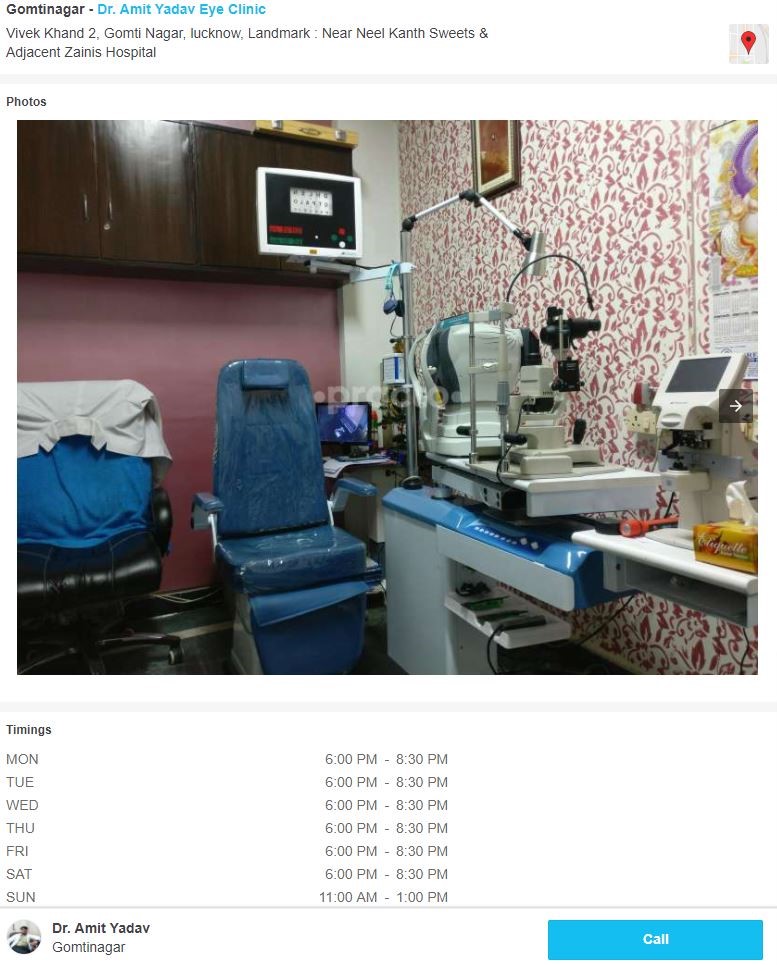 Gomtinagar - Dr. Amit Yadav Eye Clinic
Vivek Khand 2, Gomti Nagar, lucknow, Landmark : Near Neel Kanth Sweets &
Adjacent Zainis Hospital
Photos
practo
Etiquette
Timings
MON 6:00 PM - 8:30 PM
TUE 6:00 PM - 8:30 PM
WED 6:00 PM - 8:30 PM
THU 6:00 PM - 8:30 PM
FRI 6:00 PM - 8:30 PM
SAT 6:00 PM - 8:30 PM
SUN 11:00 AM - 1:00 PM
Dr. Amit Yadav
Gomtinagar
Call